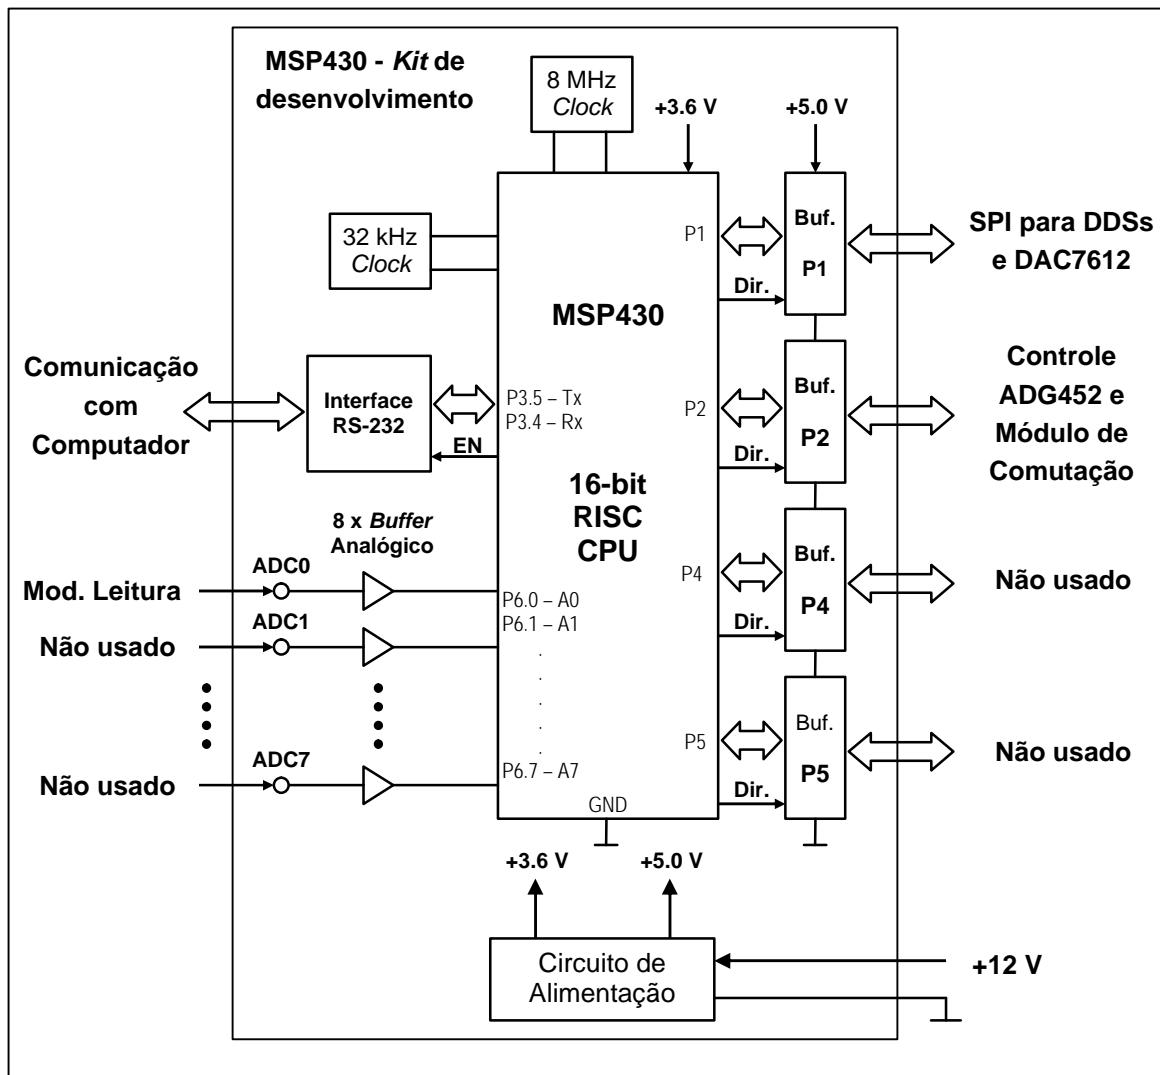 MSP430 - Kit de
desenvolvimento
8 MHz
Clock
+3.6 V
+5.0 V
32 kHz
Clock
MSP430
16-bit
RISC
CPU
P1
Dir.
Buf.
P1
SPI para DDSs
e DAC7612
Comunicação
com
Computador
Interface
RS-232
EN
P3.5 – Tx
P3.4 – Rx
P2
Dir.
Buf.
P2
Controle
ADG452 e
Módulo de
Comutação
8 x Buffer
Analógico
Mod. Leitura
ADC0
P6.0 – A0
Não usado
ADC1
P6.1 – A1
Não usado
ADC7
P6.7 – A7
P4
Dir.
Buf.
P4
Não usado
P5
Dir.
Buf.
P5
Não usado
GND
+3.6 V
+5.0 V
Circuito de
Alimentação
+12 V